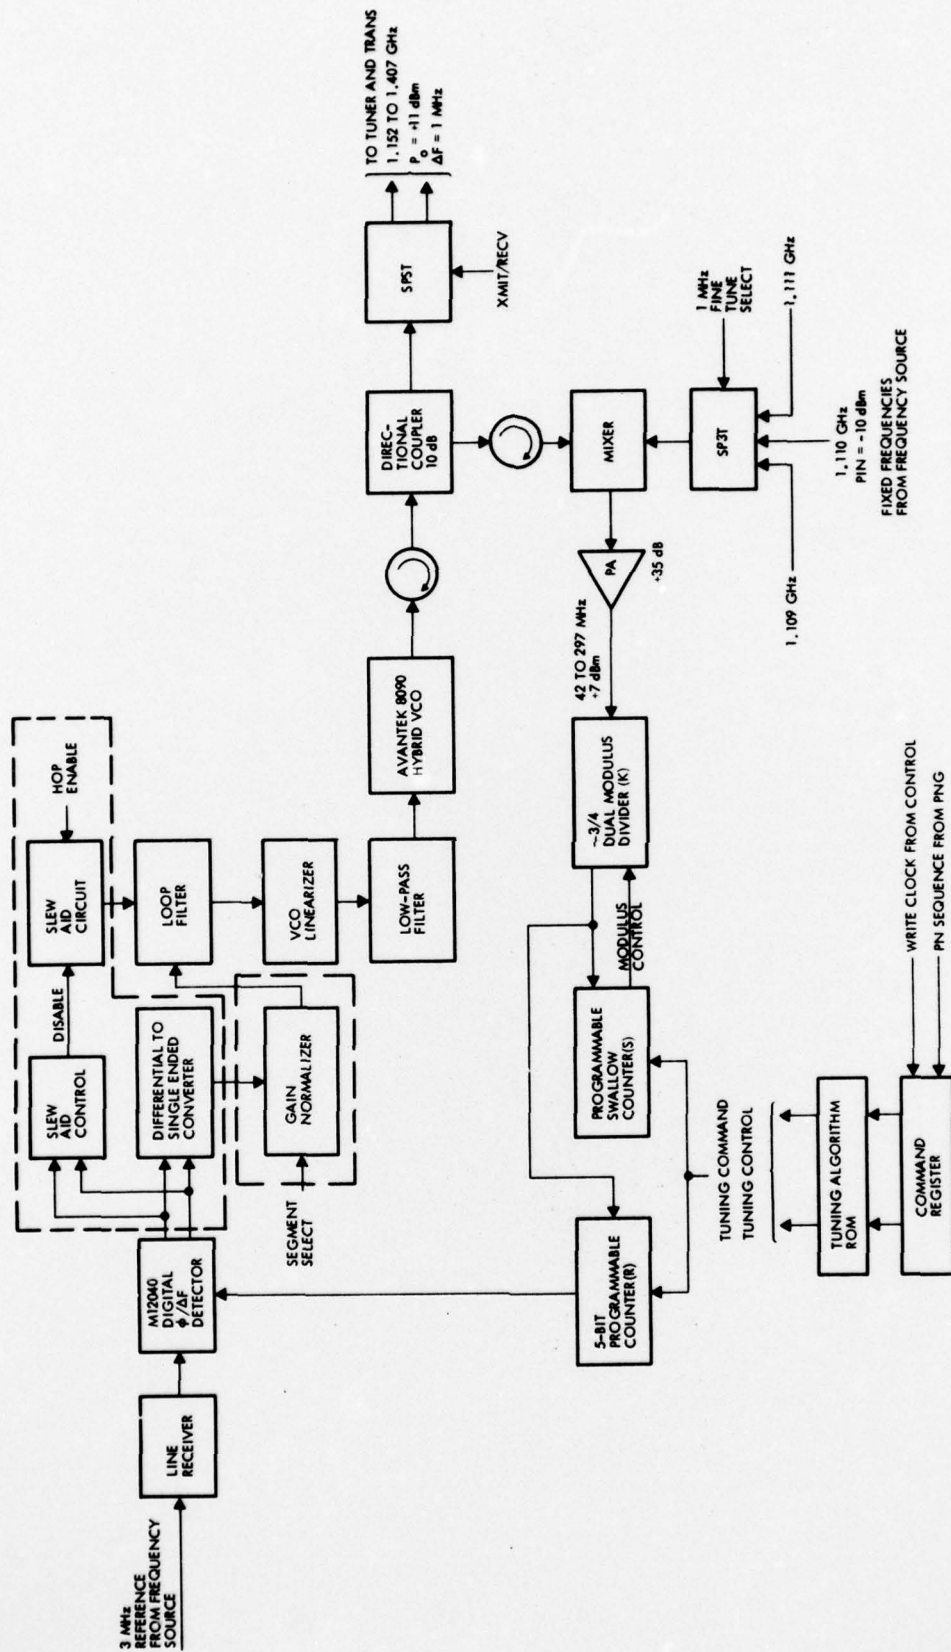 3 MHz
REFERENCE
FROM FREQUENCY
SOURCE
LINE
RECEIVER
M12040
DIGITAL
ϕ/ΔF
DETECTOR
SLEW
AID
CONTROL
DISABLE
SLEW
AID
CIRCUIT
HOP
ENABLE
DIFFERENTIAL TO
SINGLE ENDED
CONVERTER
LOOP
FILTER
SEGMENT
SELECT
GAIN
NORMALIZER
VCO
LINEARIZER
LOW-PASS
FILTER
AVANTEK 8090
HYBRID VCO
DIREC-
TIONAL
COUPLER
10 dB
SPST
TO TUNER AND TRANS
1.152 TO 1.407 GHz
P₀ = +11 dBm
ΔF = 1 MHz
XMIT/RECV
MIXER
PA
+35 dB
42 TO 297 MHz
+7 dBm
SP3T
1 MHz
FINE
TUNE
SELECT
1.109 GHz
1.110 GHz
PIN = -10 dBm
1.111 GHz
FIXED FREQUENCIES
FROM FREQUENCY SOURCE
~3/4
DUAL MODULUS
DIVIDER (K)
MODULUS
CONTROL
PROGRAMMABLE
SWALLOW
COUNTER(S)
5-BIT
PROGRAMMABLE
COUNTER(R)
TUNING COMMAND
TUNING CONTROL
TUNING ALGORITHM
ROM
COMMAND
REGISTER
WRITE CLOCK FROM CONTROL
PN SEQUENCE FROM PNG